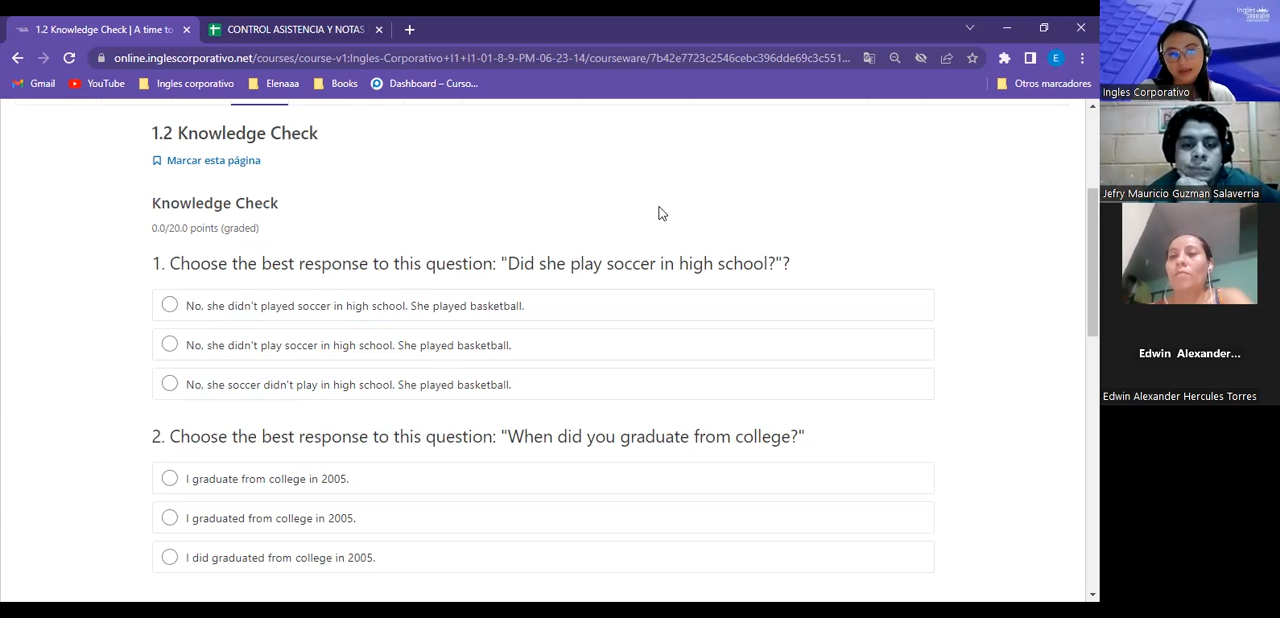 1.2 Knowledge Check | A time to
CONTROL ASISTENCIA Y NOTAS
online.inglescorporativo.net/courses/course-v1:Ingles-Corporativo+I1+I1-01-8-9-PM-06-23-14/courseware/7b42e7723c2546cebc396dde69c3c551...
E
Gmail
YouTube
Ingles corporativo
Elenaaa
Books
Dashboard – Curso...
Otros marcadores
1.2 Knowledge Check
Marcar esta página
Knowledge Check
0.0/20.0 points (graded)
1. Choose the best response to this question: "Did she play soccer in high school?"?
No, she didn't played soccer in high school. She played basketball.
No, she didn't play soccer in high school. She played basketball.
No, she soccer didn't play in high school. She played basketball.
2. Choose the best response to this question: "When did you graduate from college?"
I graduate from college in 2005.
I graduated from college in 2005.
I did graduated from college in 2005.
Ingles Corporativo
Jefry Mauricio Guzman Salaverria
Edwin Alexander...
Edwin Alexander Hercules Torres